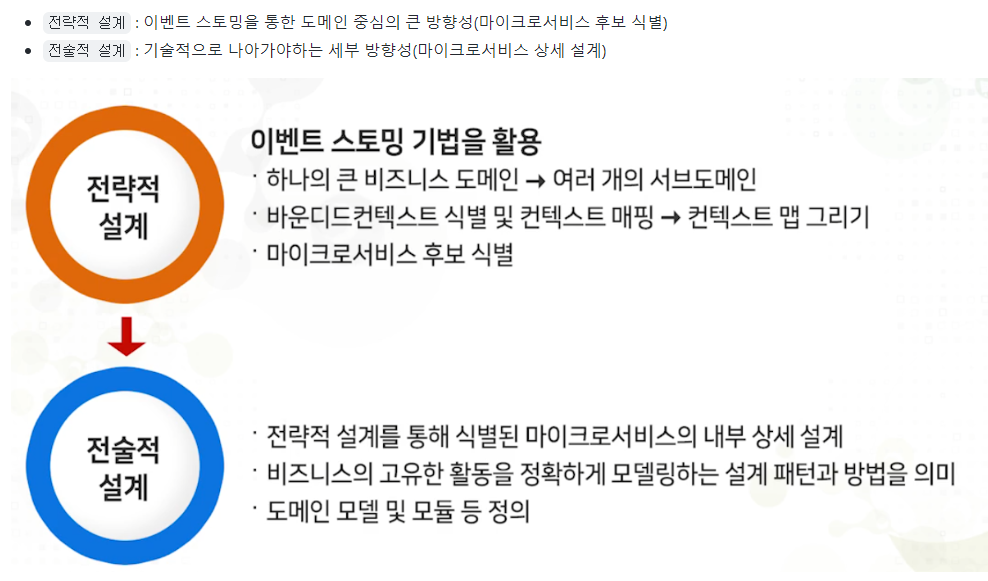 전략적 설계 : 이벤트 스토밍을 통한 도메인 중심의 큰 방향성(마이크로서비스 후보 식별)
전술적 설계 : 기술적으로 나아가야하는 세부 방향성(마이크로서비스 상세 설계)
전략적
설계
이벤트 스토밍 기법을 활용
· 하나의 큰 비즈니스 도메인 → 여러 개의 서브도메인
· 바운디드컨텍스트 식별 및 컨텍스트 매핑 → 컨텍스트 맵 그리기
· 마이크로서비스 후보 식별
전술적
설계
· 전략적 설계를 통해 식별된 마이크로서비스의 내부 상세 설계
· 비즈니스의 고유한 활동을 정확하게 모델링하는 설계 패턴과 방법을 의미
· 도메인 모델 및 모듈 등 정의